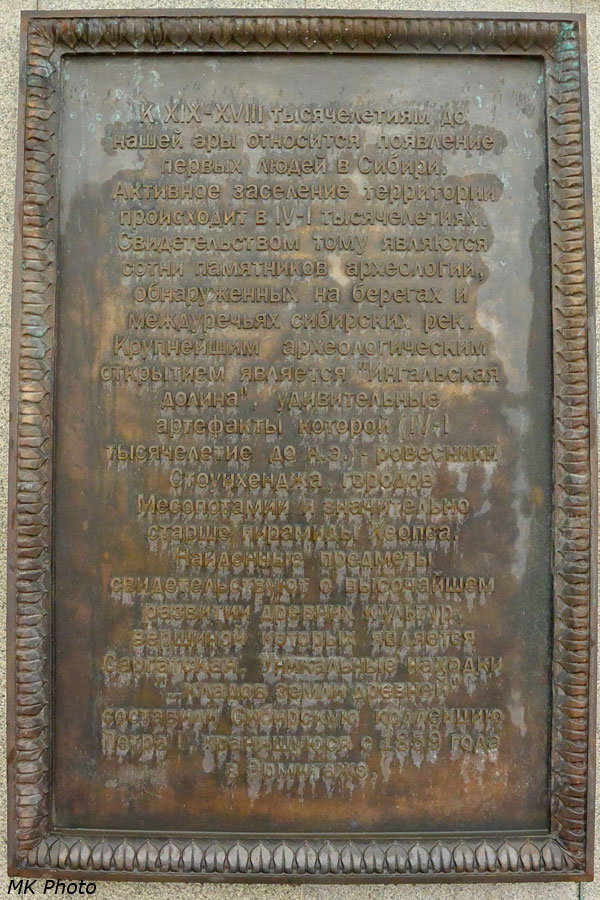 К XIX-XVIII тысячелетиям до
нашей эры относится появление
первых людей в Сибири.
Активное заселение территории
происходит в IV-I тысячелетиях.
Свидетельством тому являются
сотни памятников археологии,
обнаруженных на берегах и
междуречьях сибирских рек.
Крупнейшим археологическим
открытием является "Ингальская
долина", удивительные
артефакты которой (IV-I
тысячелетие до н.э.) - ровесники
Стоунхенджа, городов
Месопотамии и значительно
старше пирамиды Хеопса.
Найденные предметы
свидетельствуют о высочайшем
развитии древних культур,
вершиной которых является
Саргатская. Уникальные находки
"кладов земли древней"
составили Сибирскую коллекцию
Петра I, хранящуюся с 1859 года
в Эрмитаже.
MK Photo